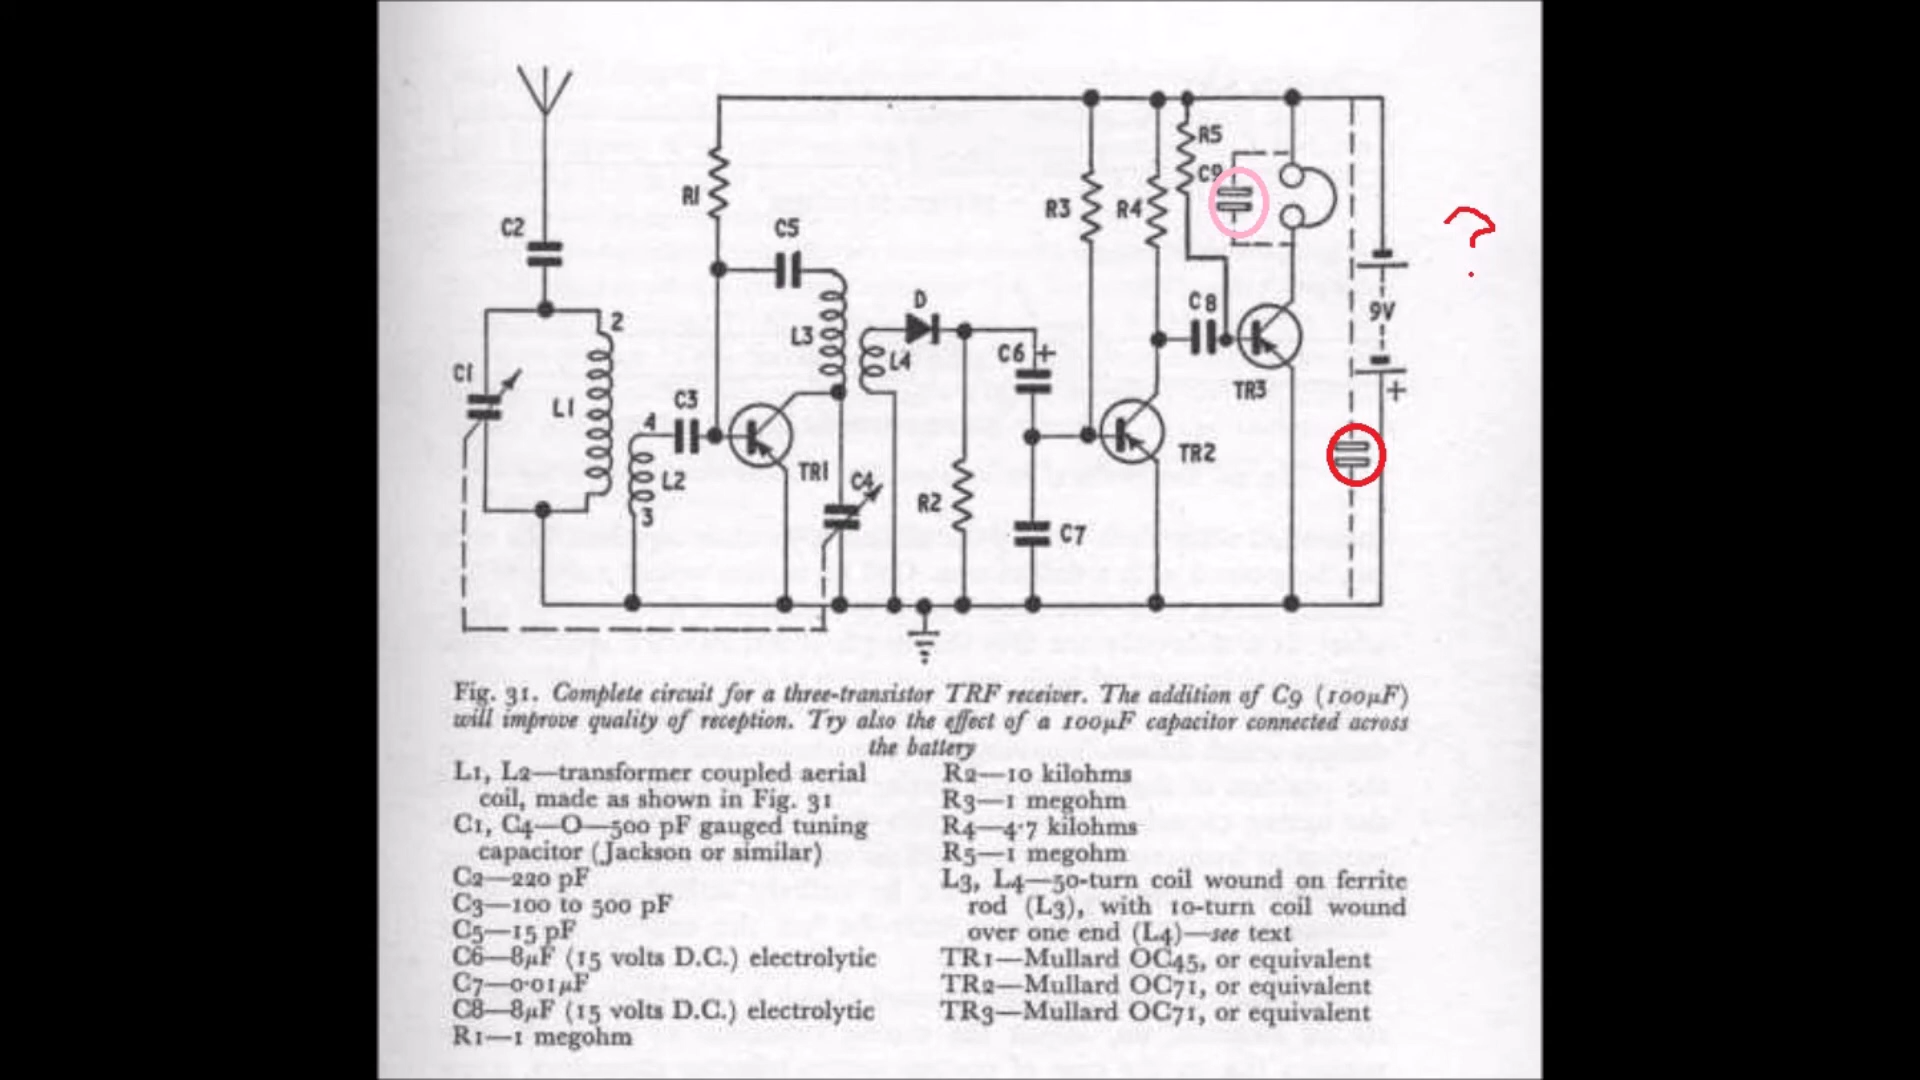 R1
C2
C5
R3
R4
R5
C9
?
9V
+
C1
2
L1
4
C3
L2
3
TR1
L3
L4
D
C4
R2
C6 +
C7
C8
TR2
TR3
Fig. 31. Complete circuit for a three-transistor TRF receiver. The addition of C9 (100μF)
will improve quality of reception. Try also the effect of a 100μF capacitor connected across
the battery
L1, L2—transformer coupled aerial
coil, made as shown in Fig. 31
C1, C4—O—500 pF gauged tuning
capacitor (Jackson or similar)
C2—220 pF
C3—100 to 500 pF
C5—15 pF
C6—8μF (15 volts D.C.) electrolytic
C7—0·01μF
C8—8μF (15 volts D.C.) electrolytic
R1—1 megohm
R2—10 kilohms
R3—1 megohm
R4—4·7 kilohms
R5—1 megohm
L3, L4—50-turn coil wound on ferrite
rod (L3), with 10-turn coil wound
over one end (L4)—see text
TR1—Mullard OC45, or equivalent
TR2—Mullard OC71, or equivalent
TR3—Mullard OC71, or equivalent